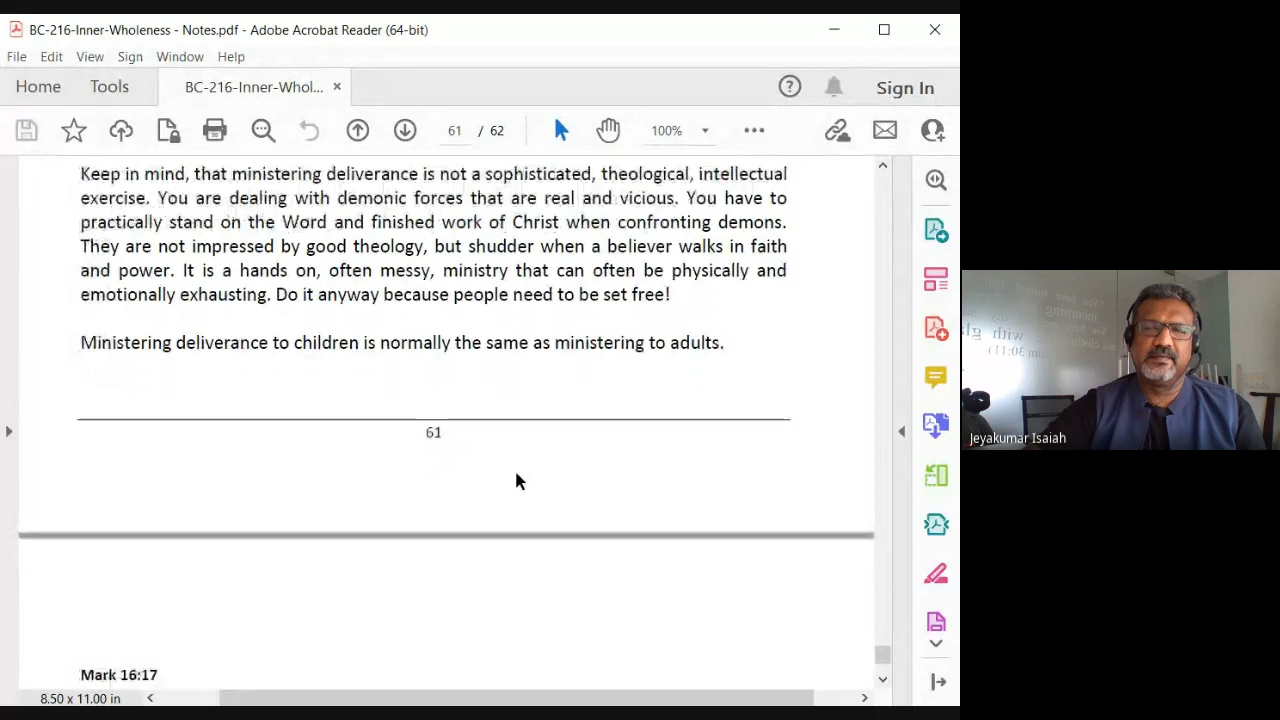 BC-216-Inner-Wholeness - Notes.pdf - Adobe Acrobat Reader (64-bit)
File Edit View Sign Window Help
Home Tools BC-216-Inner-Whol... × Sign In
61 / 62 100%
Keep in mind, that ministering deliverance is not a sophisticated, theological, intellectual
exercise. You are dealing with demonic forces that are real and vicious. You have to
practically stand on the Word and finished work of Christ when confronting demons.
They are not impressed by good theology, but shudder when a believer walks in faith
and power. It is a hands on, often messy, ministry that can often be physically and
emotionally exhausting. Do it anyway because people need to be set free!
Ministering deliverance to children is normally the same as ministering to adults.
61
Mark 16:17
8.50 x 11.00 in
mourning
with gla
lm 30:11)
Jeyakumar Isaiah